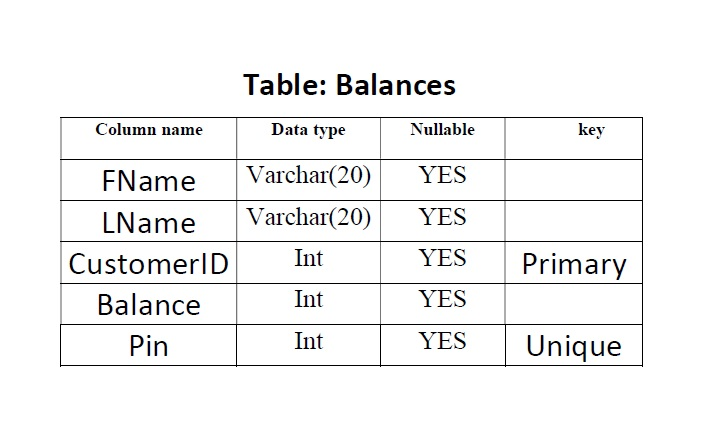 Table: Balances
Column name Data type Nullable key
FName Varchar(20) YES
LName Varchar(20) YES
CustomerID Int YES Primary
Balance Int YES
Pin Int YES Unique